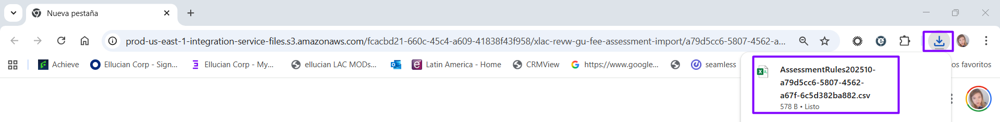 Nueva pestaña
prod-us-east-1-integration-service-files.s3.amazonaws.com/fcacbd21-660c-45c4-a609-41838f43f958/xlac-revw-gu-fee-assessment-import/a79d5cc6-5807-4562-a...
Achieve
Ellucian Corp - Sign...
Ellucian Corp - My...
ellucian LAC MODs...
Latin America - Home
CRMView
https://www.google...
seamless
os favoritos
AssessmentRules202510-
a79d5cc6-5807-4562-
a67f-6c5d382ba882.csv
578 B • Listo